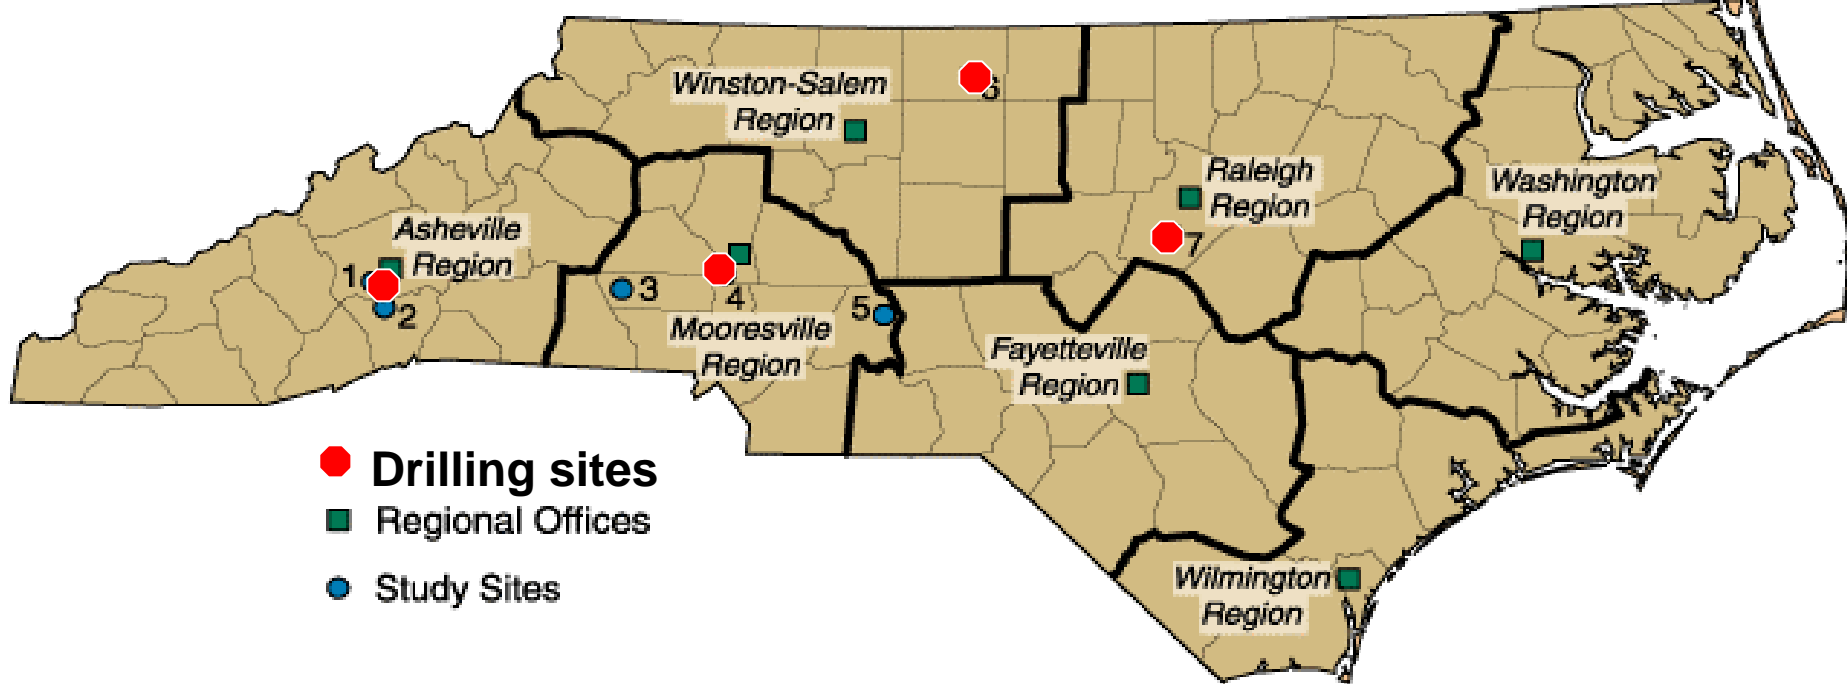 Winston-Salem
Region
6
Raleigh
Region
7
Washington
Region
Asheville
Region
1
2
3
4
5
Mooresville
Region
Fayetteville
Region
Drilling sites
Regional Offices
Study Sites
Wilmington
Region